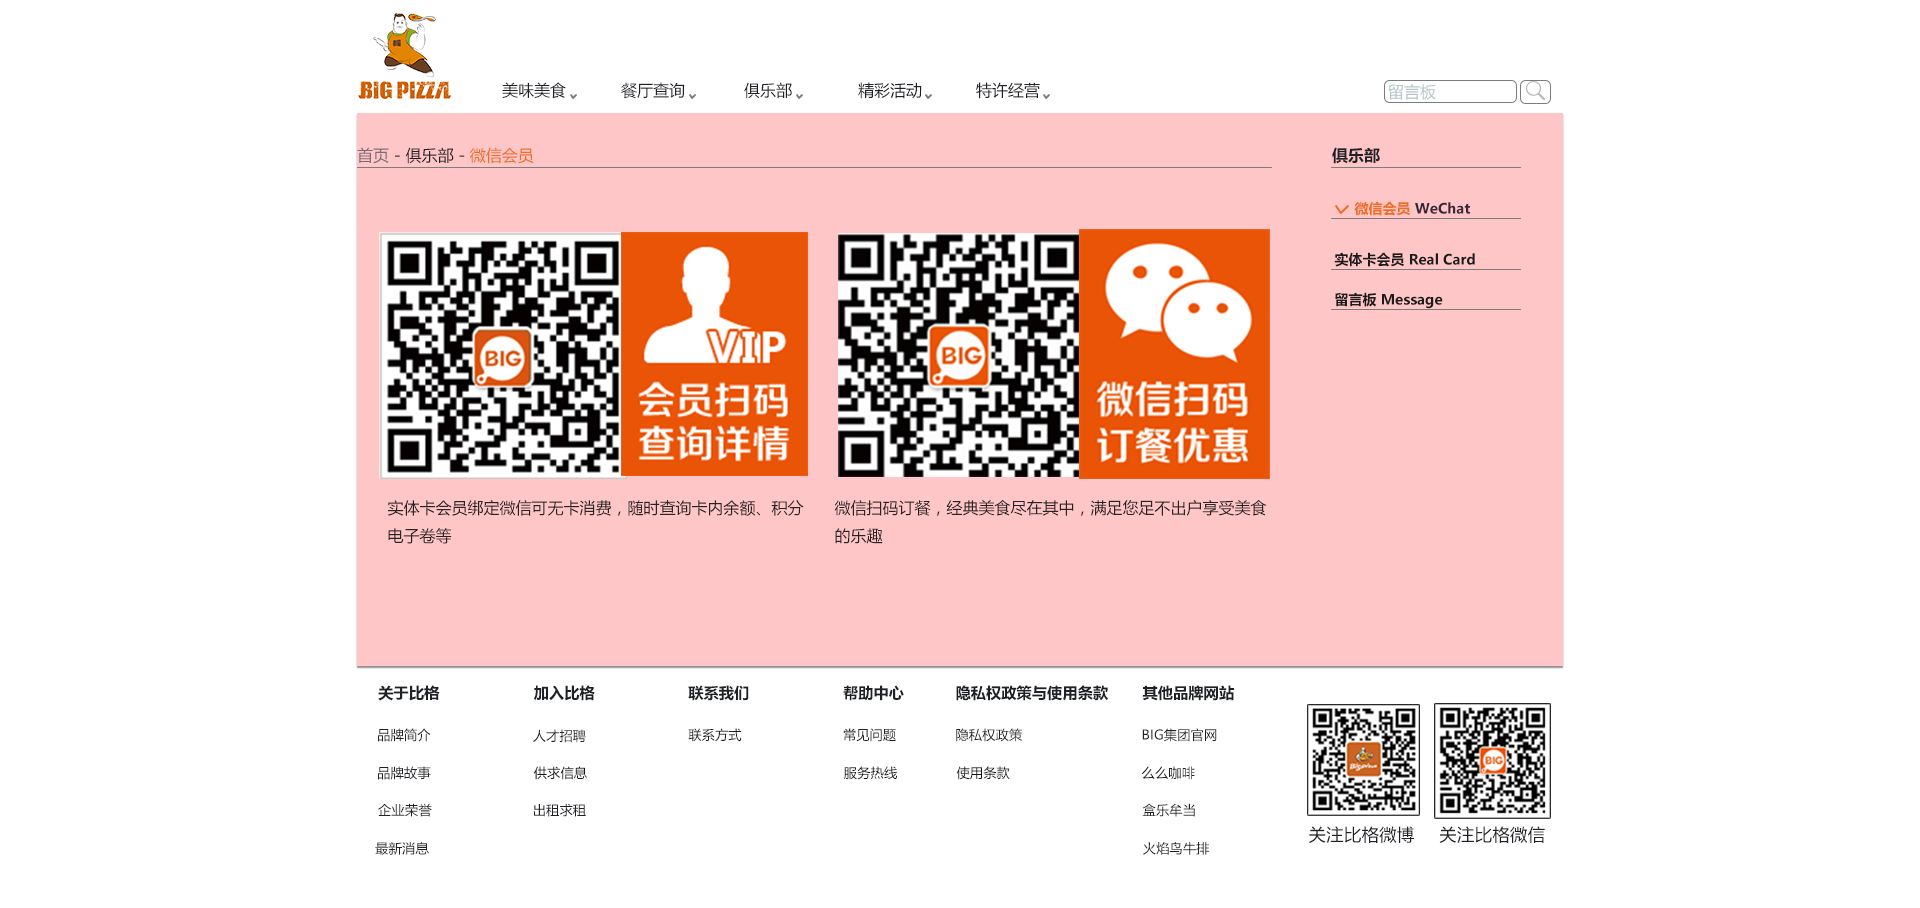 BIG PIZZA
美味美食
餐厅查询
俱乐部
精彩活动
特许经营
留言板
首页 - 俱乐部 - 微信会员
俱乐部
微信会员 WeChat
实体卡会员 Real Card
留言板 Message
BIG
VIP
会员扫码
查询详情
BIG
微信扫码
订餐优惠
实体卡会员绑定微信可无卡消费，随时查询卡内余额、积分
电子卷等
微信扫码订餐，经典美食尽在其中，满足您足不出户享受美食
的乐趣
关于比格
品牌简介
品牌故事
企业荣誉
最新消息
加入比格
人才招聘
供求信息
出租求租
联系我们
联系方式
帮助中心
常见问题
服务热线
隐私权政策与使用条款
隐私权政策
使用条款
其他品牌网站
BIG集团官网
么么咖啡
盒乐牟当
火焰鸟牛排
关注比格微博
BIG
关注比格微信